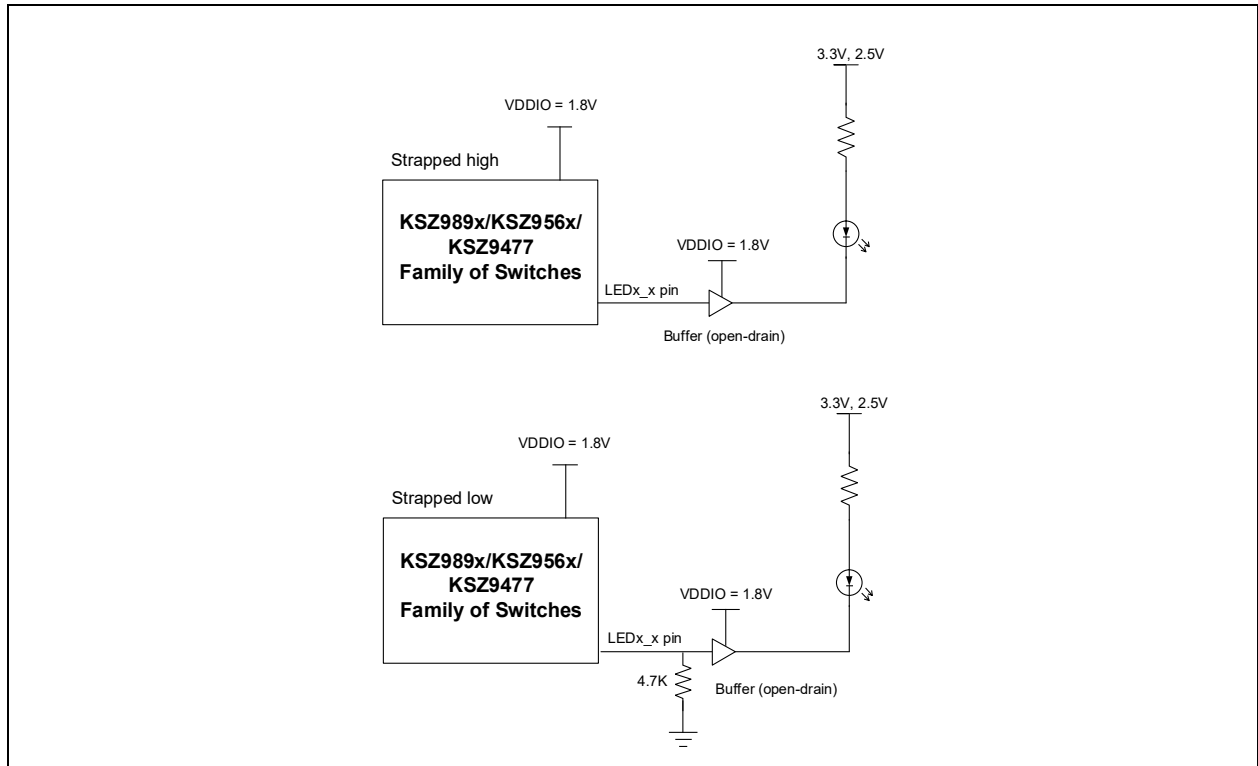 3.3V, 2.5V
VDDIO = 1.8V
Strapped high
KSZ989x/KSZ956x/
KSZ9477
Family of Switches
VDDIO = 1.8V
LEDx_x pin
Buffer (open-drain)
3.3V, 2.5V
VDDIO = 1.8V
Strapped low
KSZ989x/KSZ956x/
KSZ9477
Family of Switches
VDDIO = 1.8V
LEDx_x pin
4.7K
Buffer (open-drain)